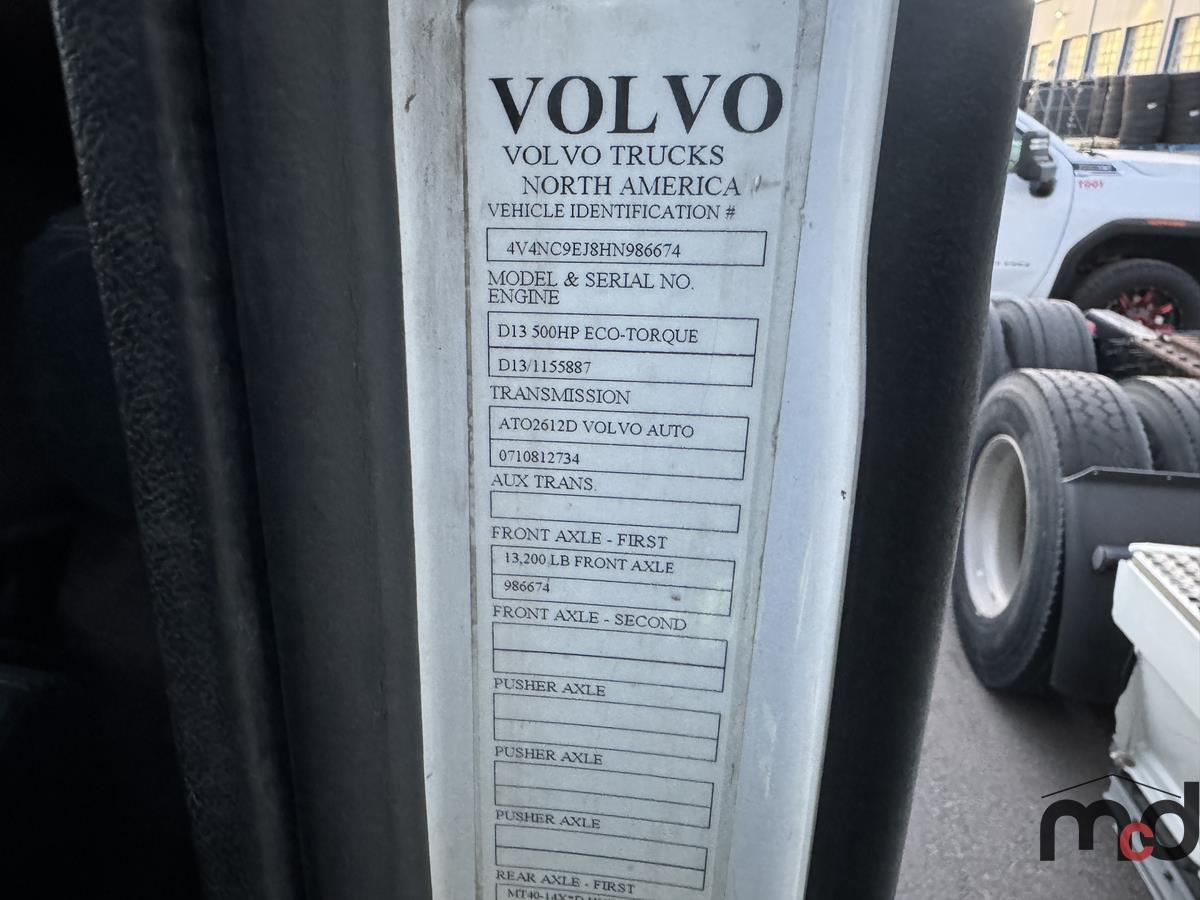 VOLVO
VOLVO TRUCKS
NORTH AMERICA
VEHICLE IDENTIFICATION #
4V4NC9EJ8HN986674
MODEL & SERIAL NO.
ENGINE
D13 500HP ECO-TORQUE
D13/1155887
TRANSMISSION
ATO2612D VOLVO AUTO
0710812734
AUX TRANS.
FRONT AXLE - FIRST
13,200 LB FRONT AXLE
986674
FRONT AXLE - SECOND
PUSHER AXLE
PUSHER AXLE
PUSHER AXLE
REAR AXLE - FIRST
mcd